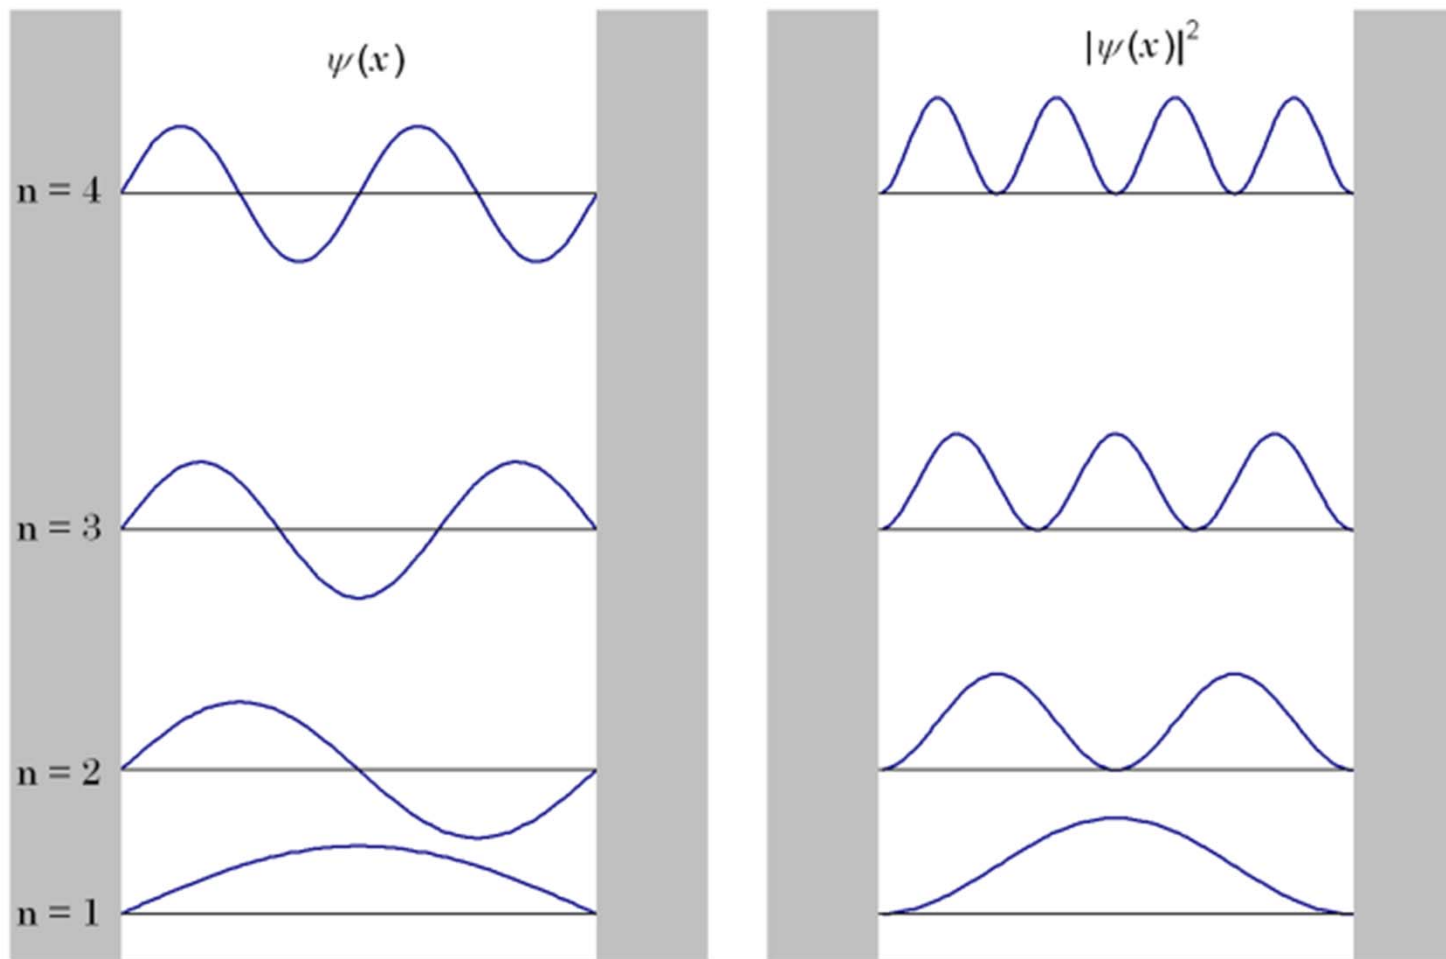 ψ(x)
|ψ(x)|²
n = 4
n = 3
n = 2
n = 1